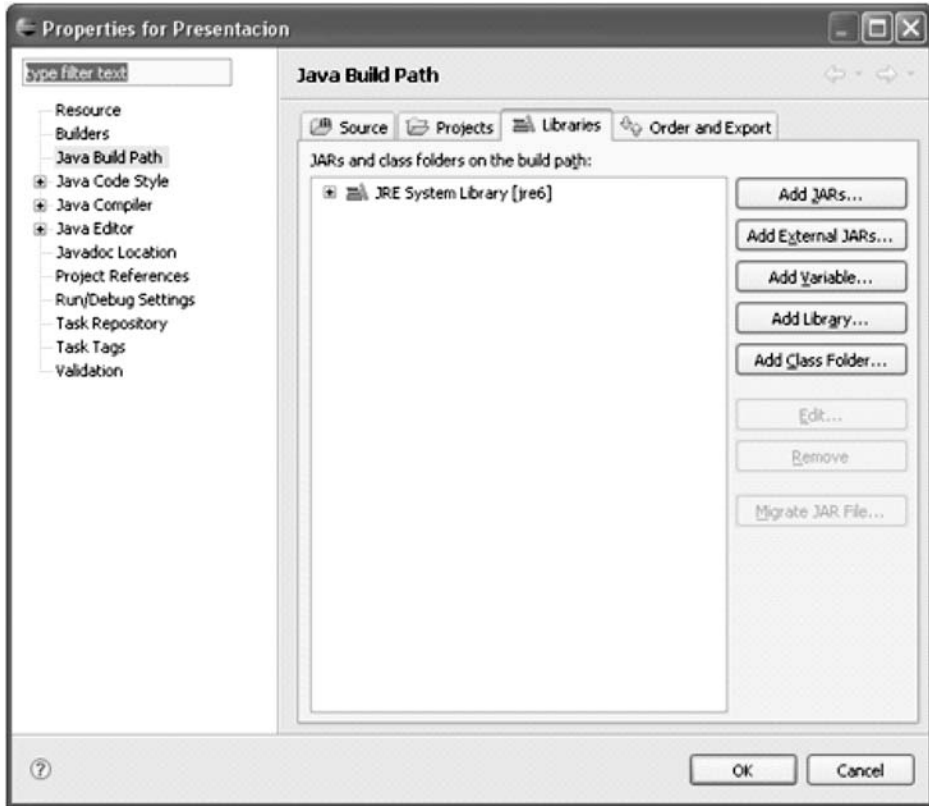 Properties for Presentacion
type filter text
Resource
Builders
Java Build Path
Java Code Style
Java Compiler
Java Editor
Javadoc Location
Project References
Run/Debug Settings
Task Repository
Task Tags
Validation
Java Build Path
Source Projects Libraries Order and Export
JARs and class folders on the build path:
JRE System Library [jre6]
Add JARs...
Add External JARs...
Add Variable...
Add Library...
Add Class Folder...
Edit...
Remove
Migrate JAR File...
?
OK Cancel